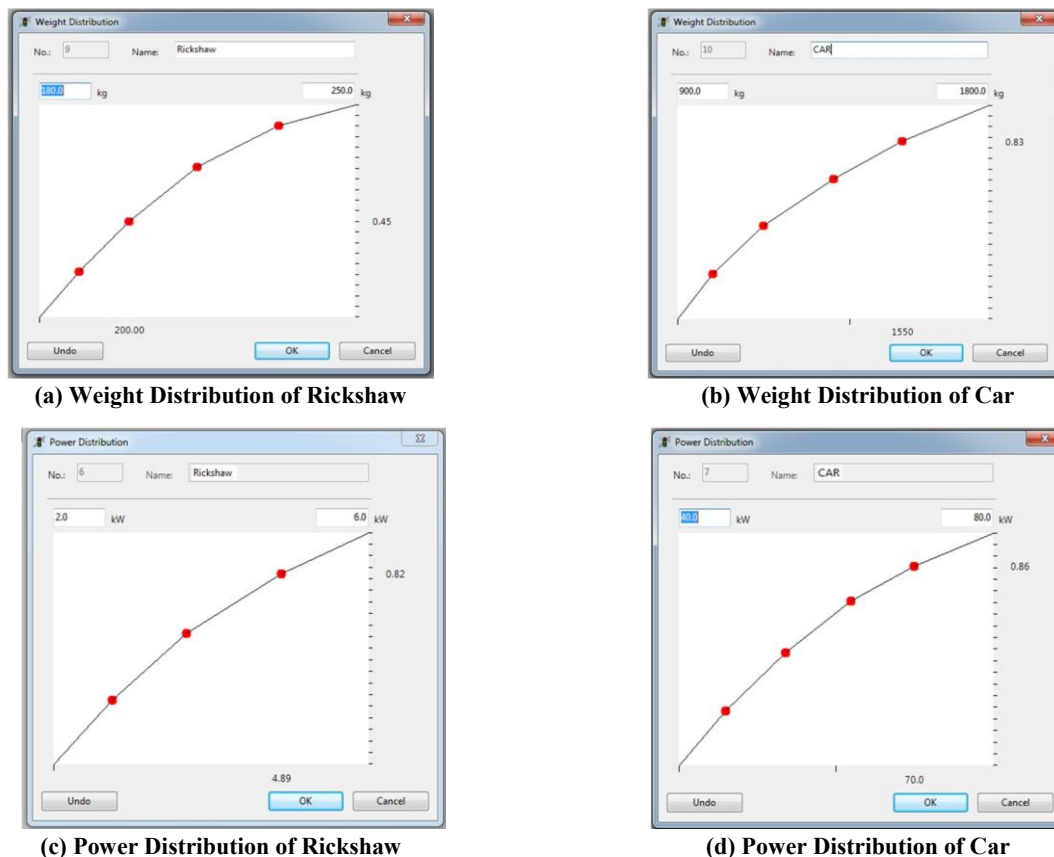 Weight Distribution
No.: 9 Name: Rickshaw
180.0 kg 250.0 kg
0.45
200.00
Undo OK Cancel
(a) Weight Distribution of Rickshaw
Weight Distribution
No.: 10 Name: CAR
900.0 kg 1800.0 kg
0.83
1550
Undo OK Cancel
(b) Weight Distribution of Car
Power Distribution
No.: 6 Name: Rickshaw
2.0 kW 6.0 kW
0.82
4.89
Undo OK Cancel
(c) Power Distribution of Rickshaw
Power Distribution
No.: 7 Name: CAR
40.0 kW 80.0 kW
0.86
70.0
Undo OK Cancel
(d) Power Distribution of Car